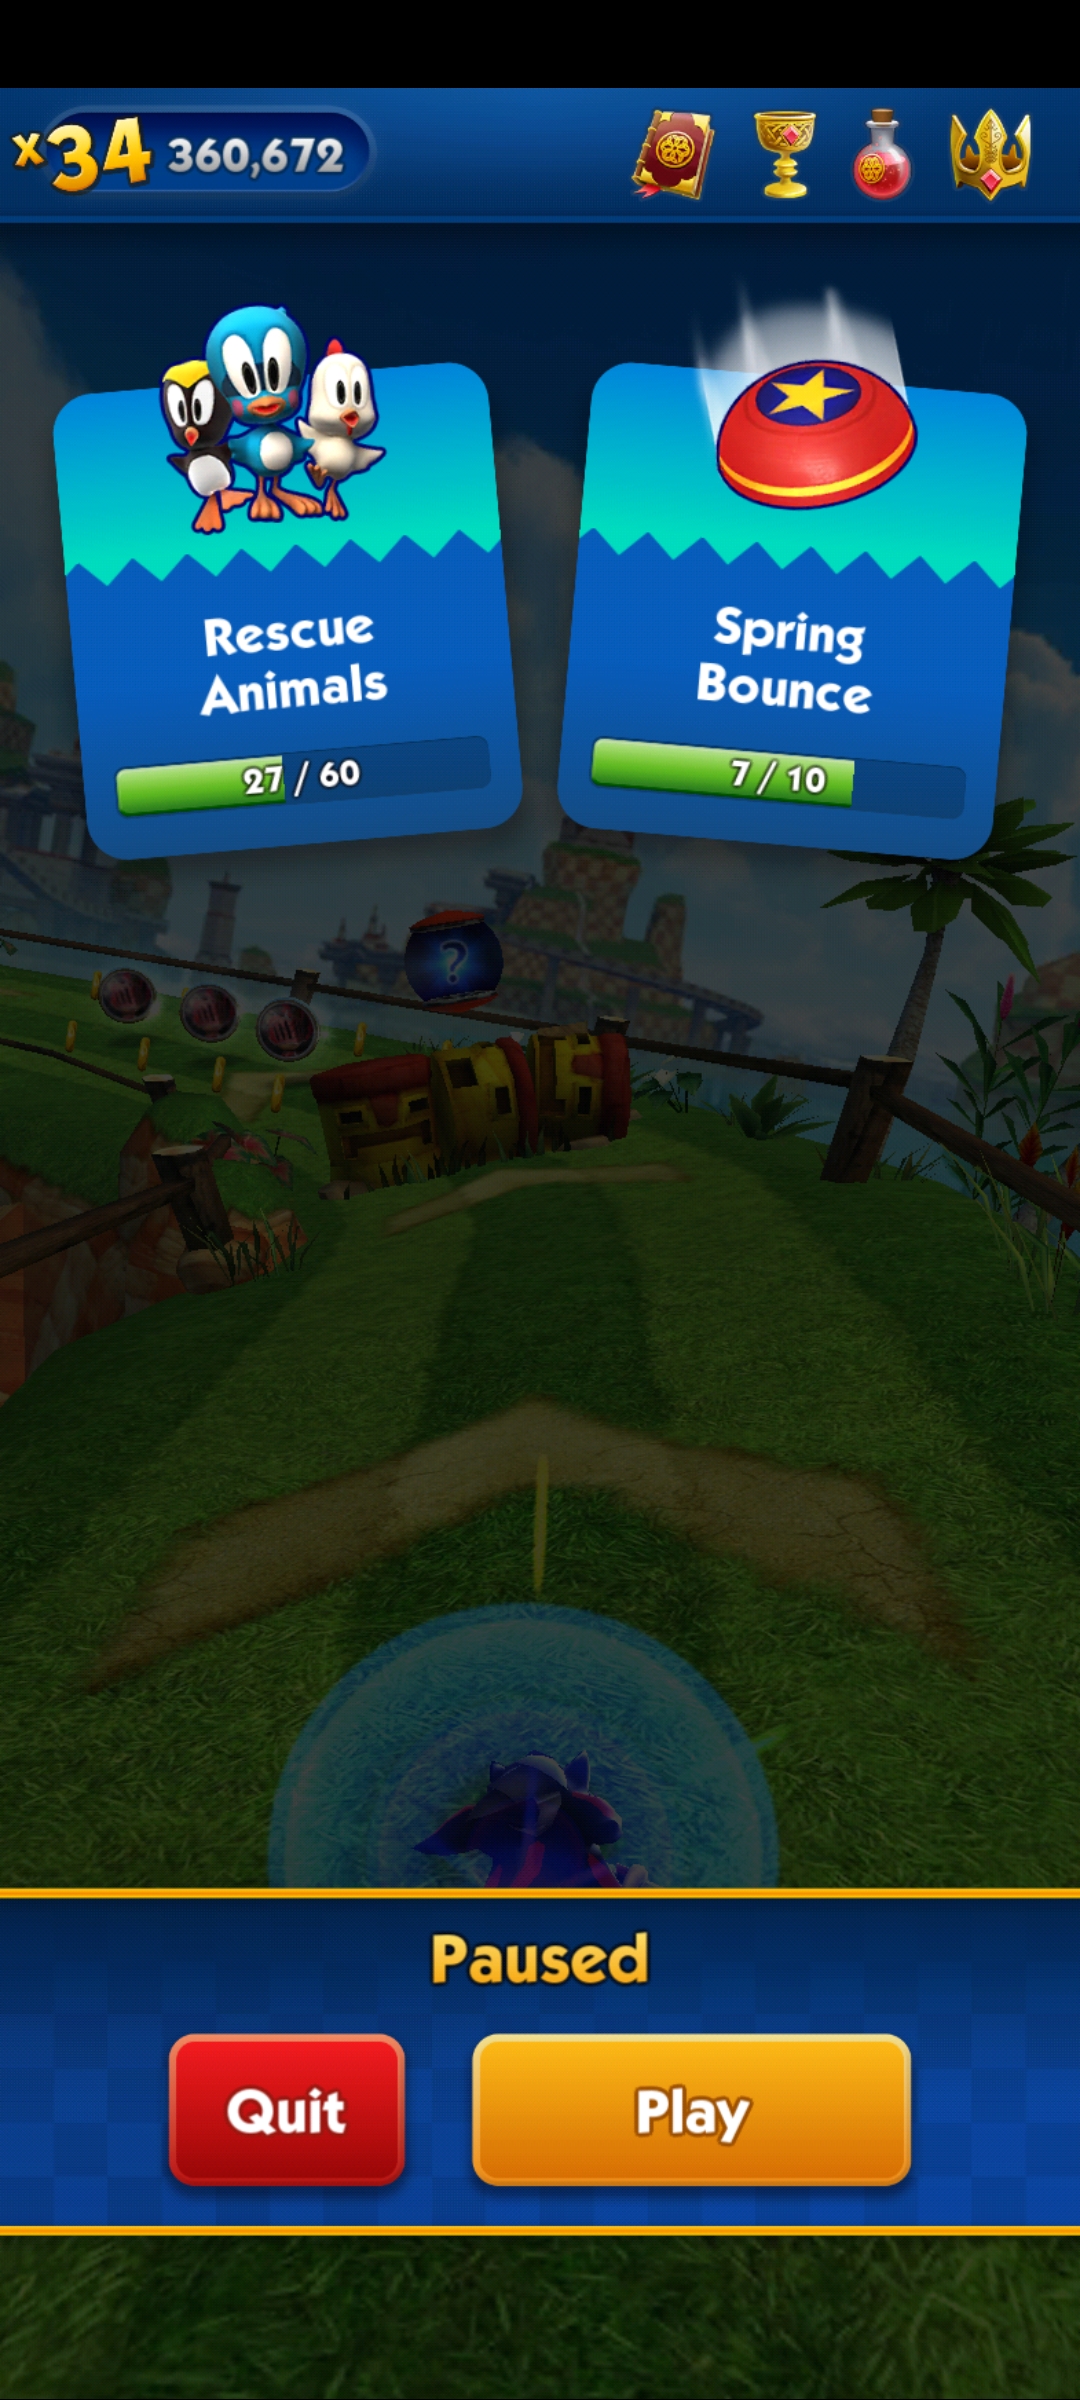 x34 360,672
Rescue
Animals
27 / 60
Spring
Bounce
7 / 10
?
Paused
Quit
Play